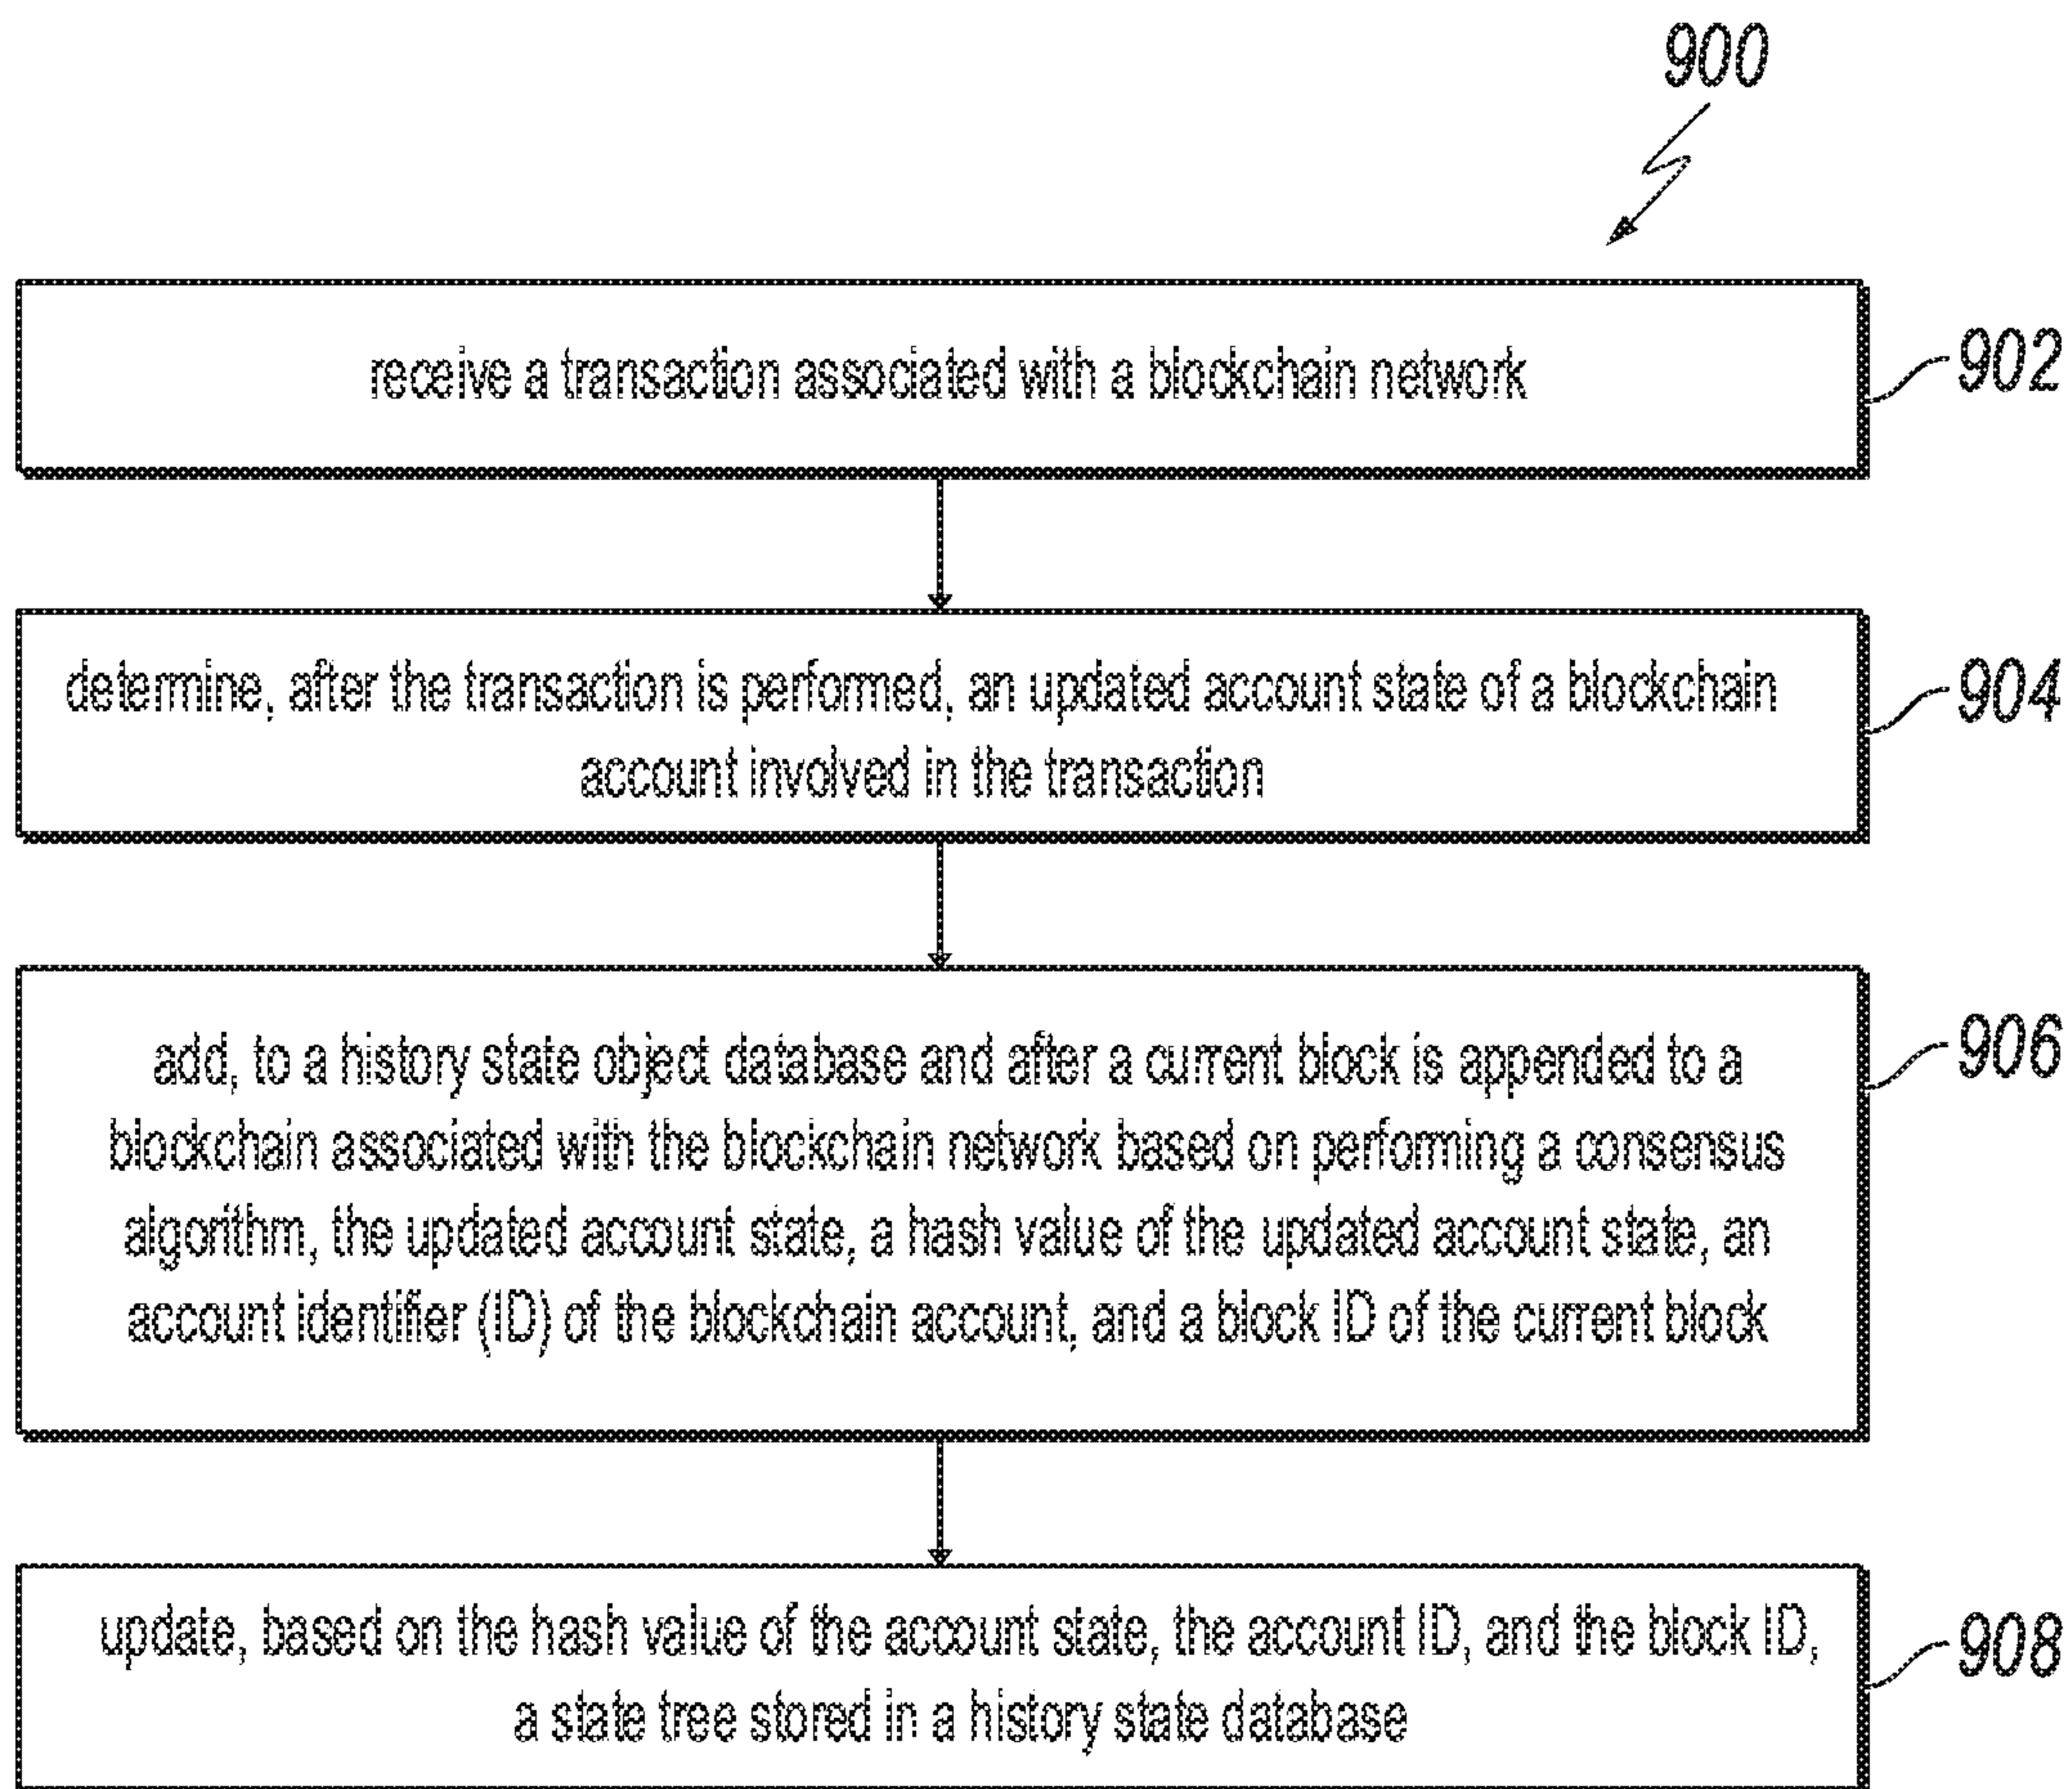 900
receive a transaction associated with a blockchain network
902
determine, after the transaction is performed, an updated account state of a blockchain
account involved in the transaction
904
add, to a history state object database and after a current block is appended to a
blockchain associated with the blockchain network based on performing a consensus
algorithm, the updated account state, a hash value of the updated account state, an
account identifier (ID) of the blockchain account, and a block ID of the current block
906
update, based on the hash value of the account state, the account ID, and the block ID,
a state tree stored in a history state database
908